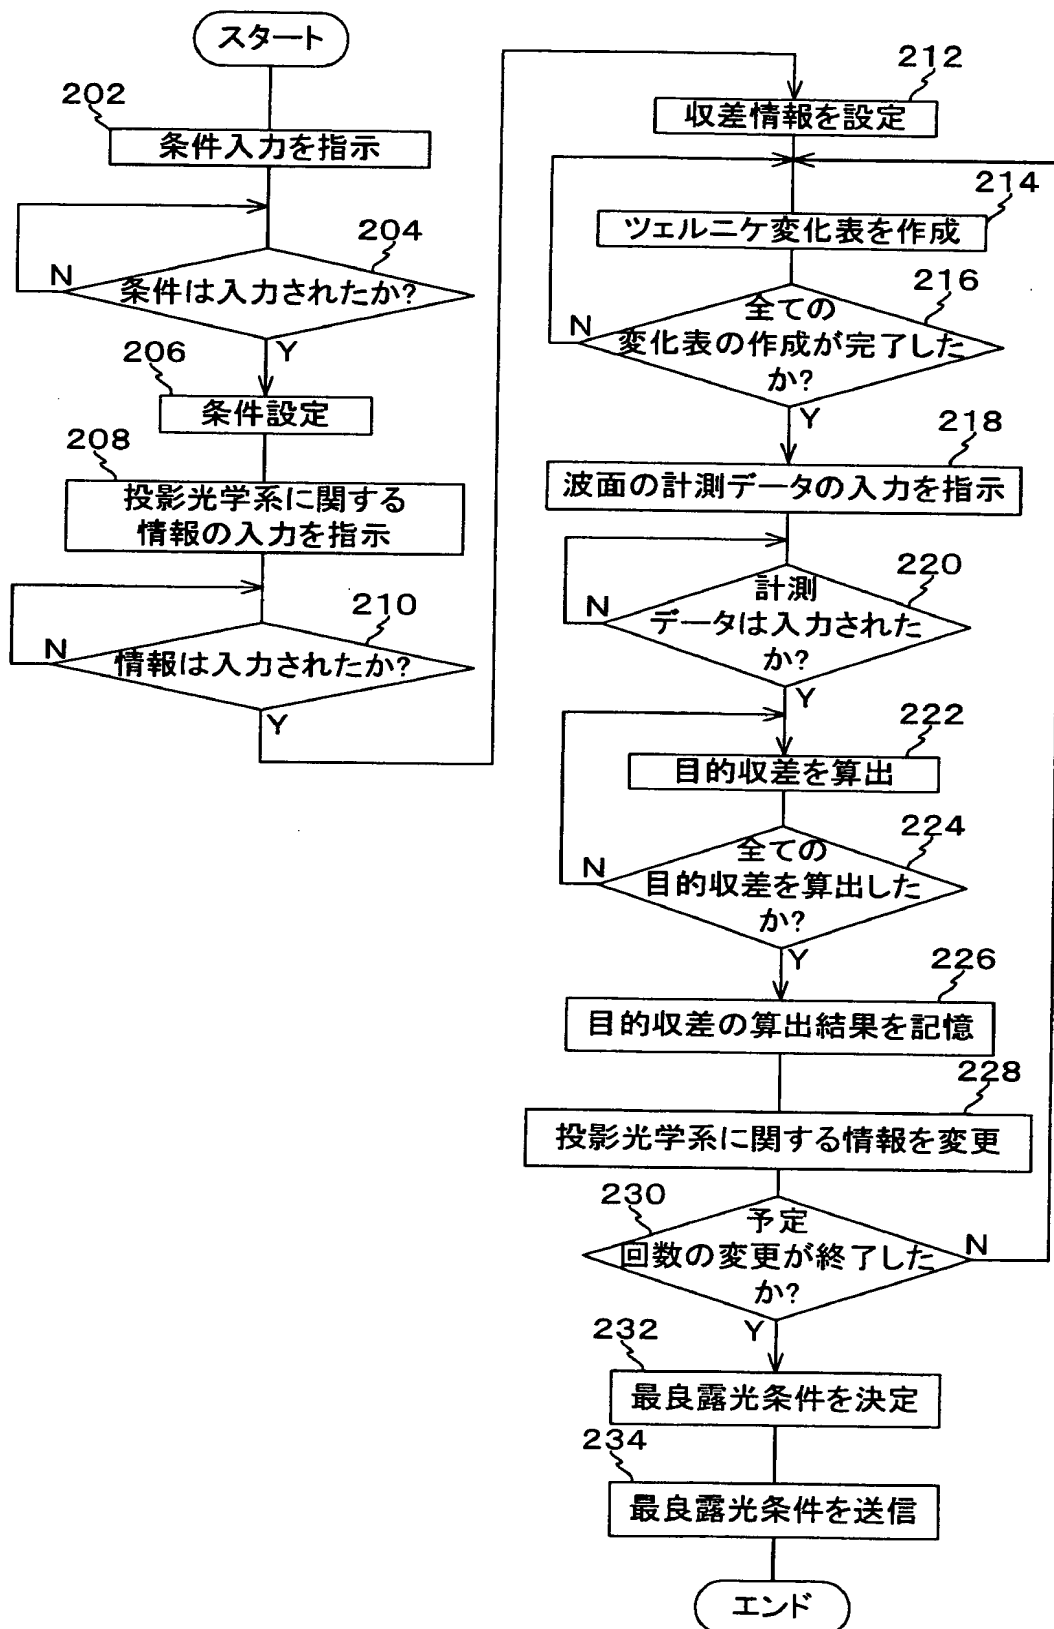 スタート
202
条件入力を指示
204
条件は入力されたか?
N
Y
206
条件設定
208
投影光学系に関する
情報の入力を指示
210
情報は入力されたか?
N
Y
212
収差情報を設定
214
ツェルニケ変化表を作成
216
全ての
変化表の作成が完了した
か?
N
Y
218
波面の計測データの入力を指示
220
計測
データは入力された
か?
N
Y
222
目的収差を算出
224
全ての
目的収差を算出した
か?
N
Y
226
目的収差の算出結果を記憶
228
投影光学系に関する情報を変更
230
予定
回数の変更が終了した
か?
N
Y
232
最良露光条件を決定
234
最良露光条件を送信
エンド